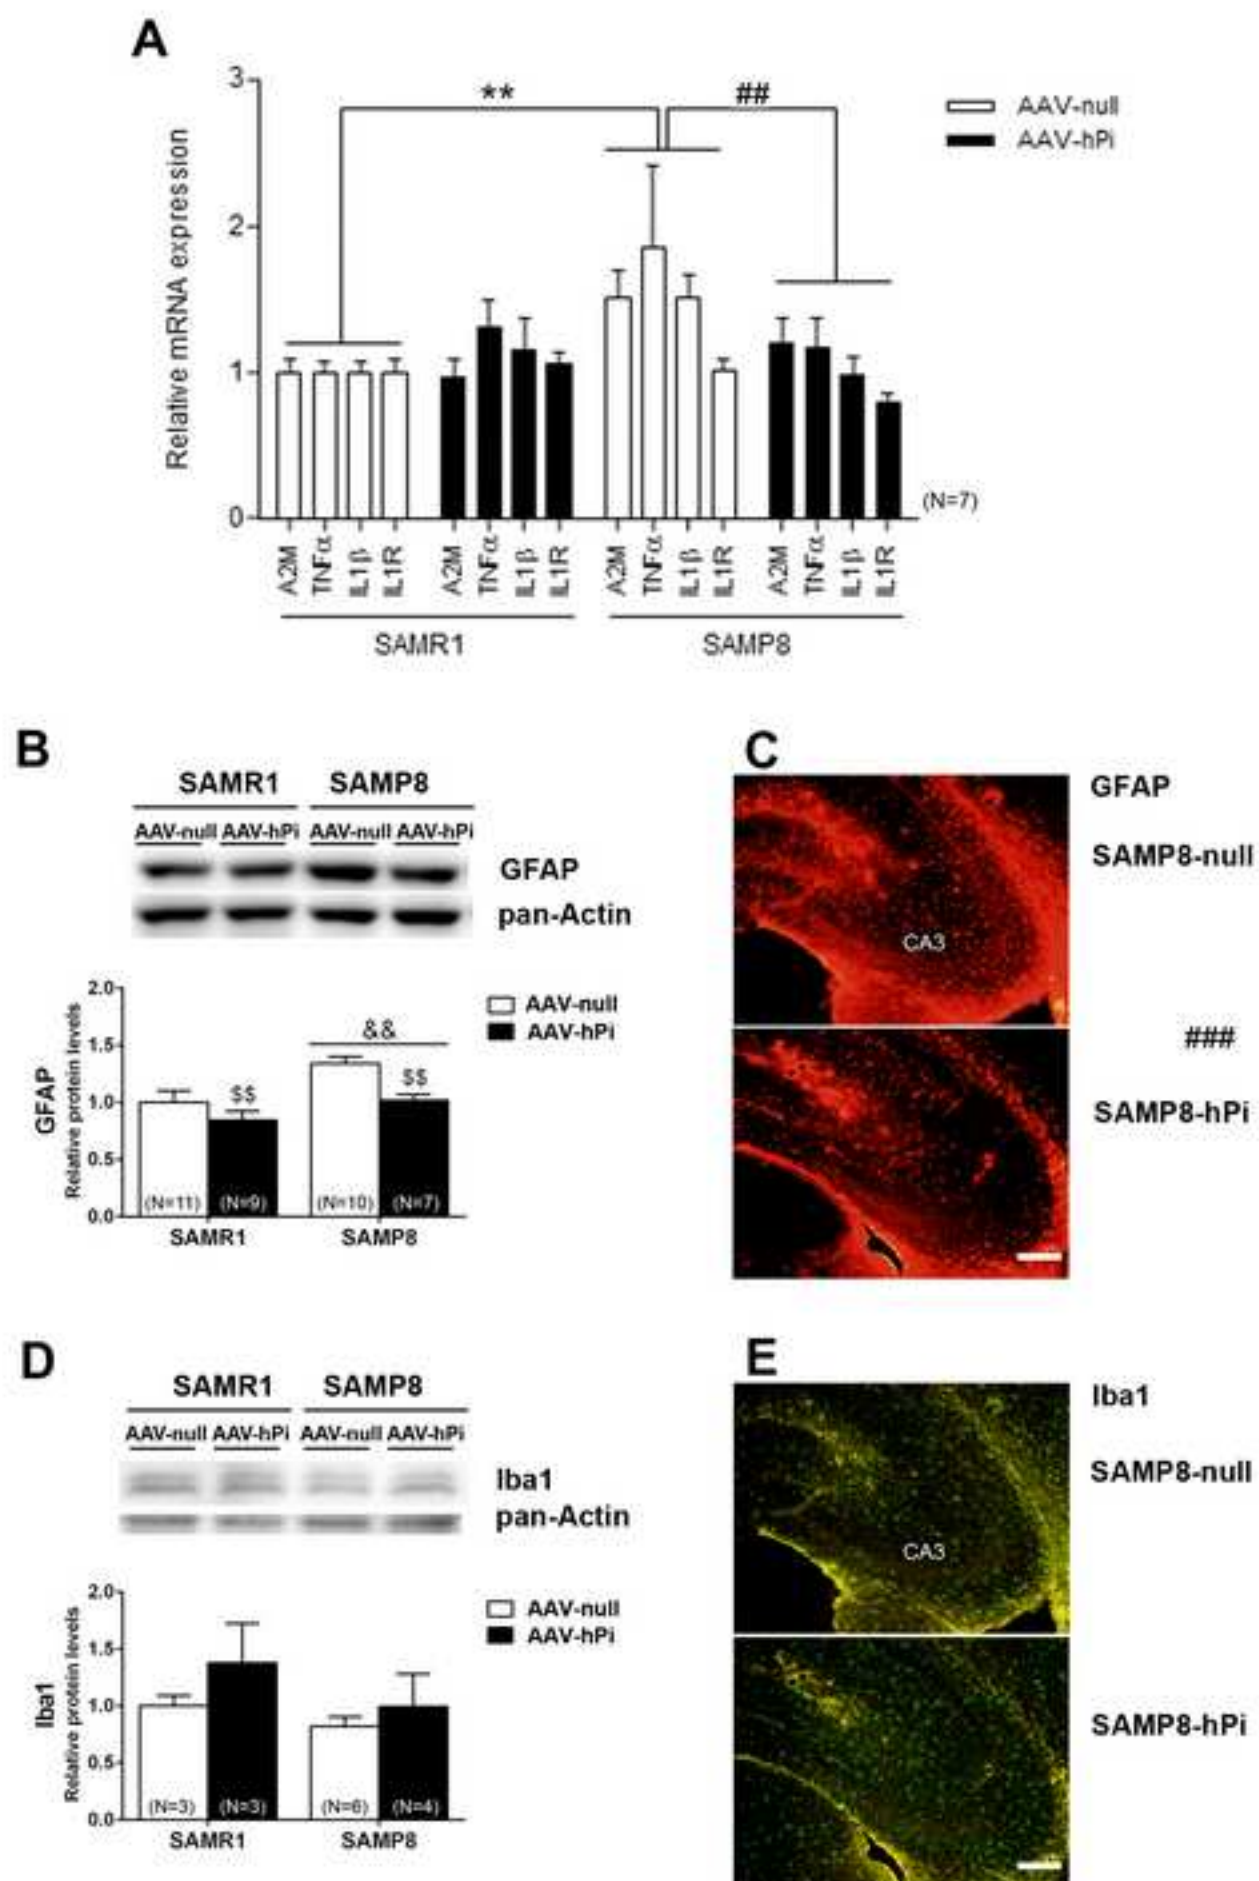 A
3
**
##
AAV-null
AAV-hPi
Relative mRNA expression
2
1
0
(N=7)
A2M
TNFα
IL1β
IL1R
A2M
TNFα
IL1β
IL1R
A2M
TNFα
IL1β
IL1R
A2M
TNFα
IL1β
IL1R
SAMR1
SAMP8
B
SAMR1 SAMP8
AAV-null AAV-hPi AAV-null AAV-hPi
GFAP
pan-Actin
GFAP
Relative protein levels
2.0
1.5
1.0
0.5
0.0
AAV-null
AAV-hPi
&&
$$
$$
(N=11) (N=9) (N=10) (N=7)
SAMR1 SAMP8
C
GFAP
SAMP8-null
CA3
###
SAMP8-hPi
D
SAMR1 SAMP8
AAV-null AAV-hPi AAV-null AAV-hPi
Iba1
pan-Actin
Iba1
Relative protein levels
2.0
1.5
1.0
0.5
0.0
AAV-null
AAV-hPi
(N=3) (N=3) (N=6) (N=4)
SAMR1 SAMP8
E
Iba1
SAMP8-null
CA3
SAMP8-hPi